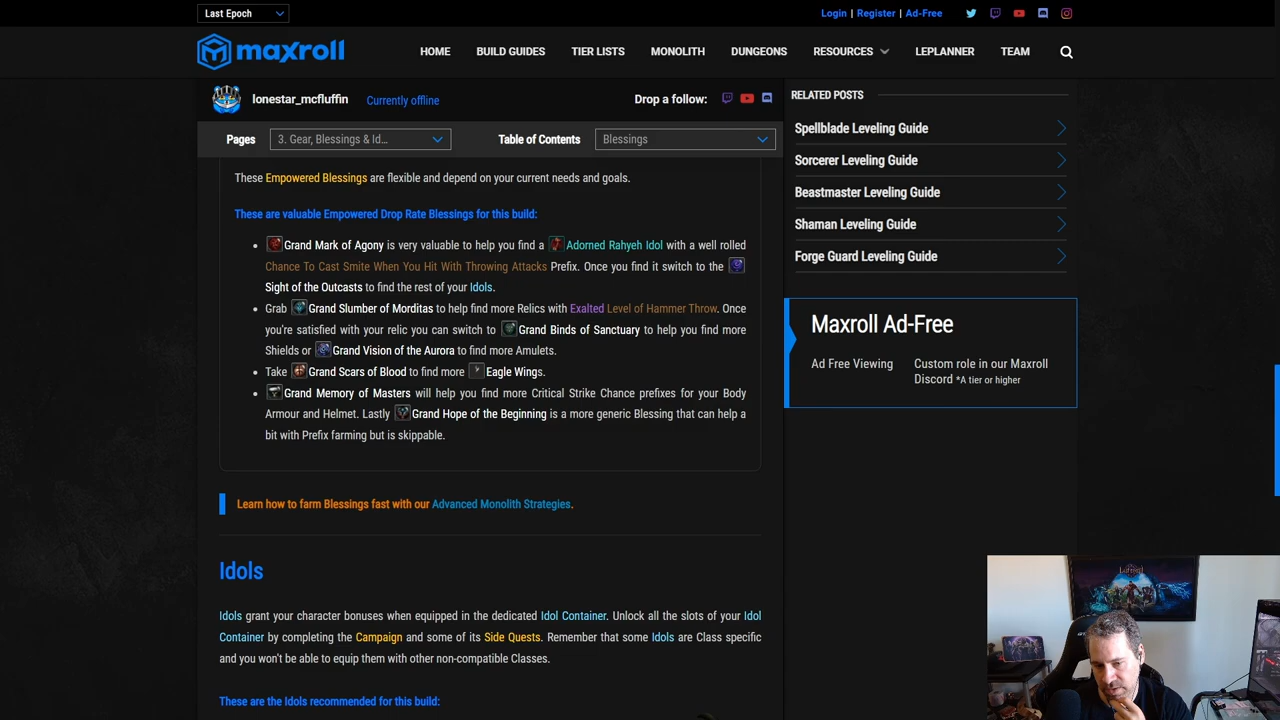 Last Epoch
Login | Register | Ad-Free
maxroll
HOME BUILD GUIDES TIER LISTS MONOLITH DUNGEONS RESOURCES LEPLANNER TEAM
lonestar_mcfluffin Currently offline Drop a follow:
Pages 3. Gear, Blessings & Id... Table of Contents Blessings
These Empowered Blessings are flexible and depend on your current needs and goals.
These are valuable Empowered Drop Rate Blessings for this build:
Grand Mark of Agony is very valuable to help you find a Adorned Rahyeh Idol with a well rolled
Chance To Cast Smite When You Hit With Throwing Attacks Prefix. Once you find it switch to the
Sight of the Outcasts to find the rest of your Idols.
Grab Grand Slumber of Morditas to help find more Relics with Exalted Level of Hammer Throw. Once
you're satisfied with your relic you can switch to Grand Binds of Sanctuary to help you find more
Shields or Grand Vision of the Aurora to find more Amulets.
Take Grand Scars of Blood to find more Eagle Wings.
Grand Memory of Masters will help you find more Critical Strike Chance prefixes for your Body
Armour and Helmet. Lastly Grand Hope of the Beginning is a more generic Blessing that can help a
bit with Prefix farming but is skippable.
Learn how to farm Blessings fast with our Advanced Monolith Strategies.
Idols
Idols grant your character bonuses when equipped in the dedicated Idol Container. Unlock all the slots of your Idol
Container by completing the Campaign and some of its Side Quests. Remember that some Idols are Class specific
and you won't be able to equip them with other non-compatible Classes.
These are the Idols recommended for this build:
RELATED POSTS
Spellblade Leveling Guide
Sorcerer Leveling Guide
Beastmaster Leveling Guide
Shaman Leveling Guide
Forge Guard Leveling Guide
Maxroll Ad-Free
Ad Free Viewing
Custom role in our Maxroll
Discord *A tier or higher